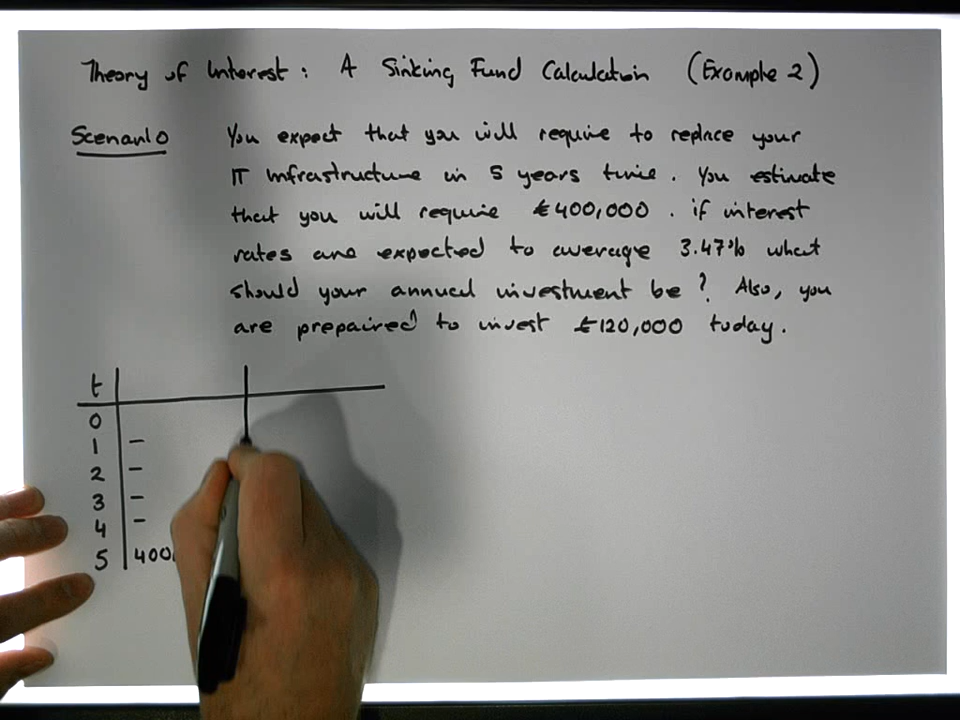 Theory of Interest: A Sinking Fund Calculation (Example 2)
Scenario You expect that you will require to replace your
IT infrastructure in 5 years time. You estimate
that you will require €400,000. if interest
rates are expected to average 3.47% what
should your annual investment be? Also, you
are prepaired to invest €120,000 today.
t
0
1 -
2 -
3 -
4 -
5 400